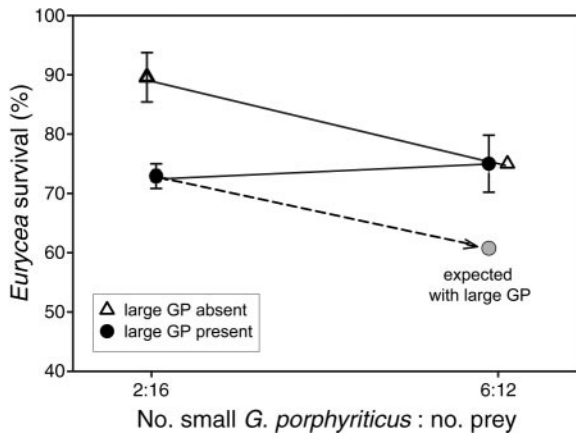 100
90
80
70
60
50
40
Eurycea survival (%)
expected
with large GP
large GP absent
large GP present
2:16
6:12
No. small G. porphyriticus : no. prey